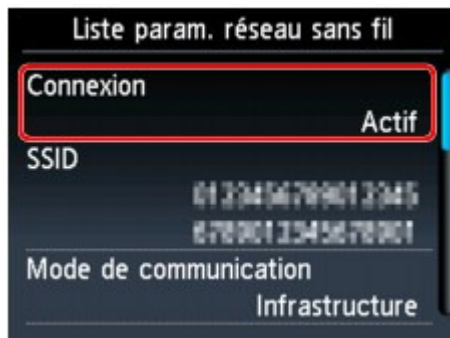 Liste param. réseau sans fil
Connexion
Actif
SSID
Mode de communication
Infrastructure